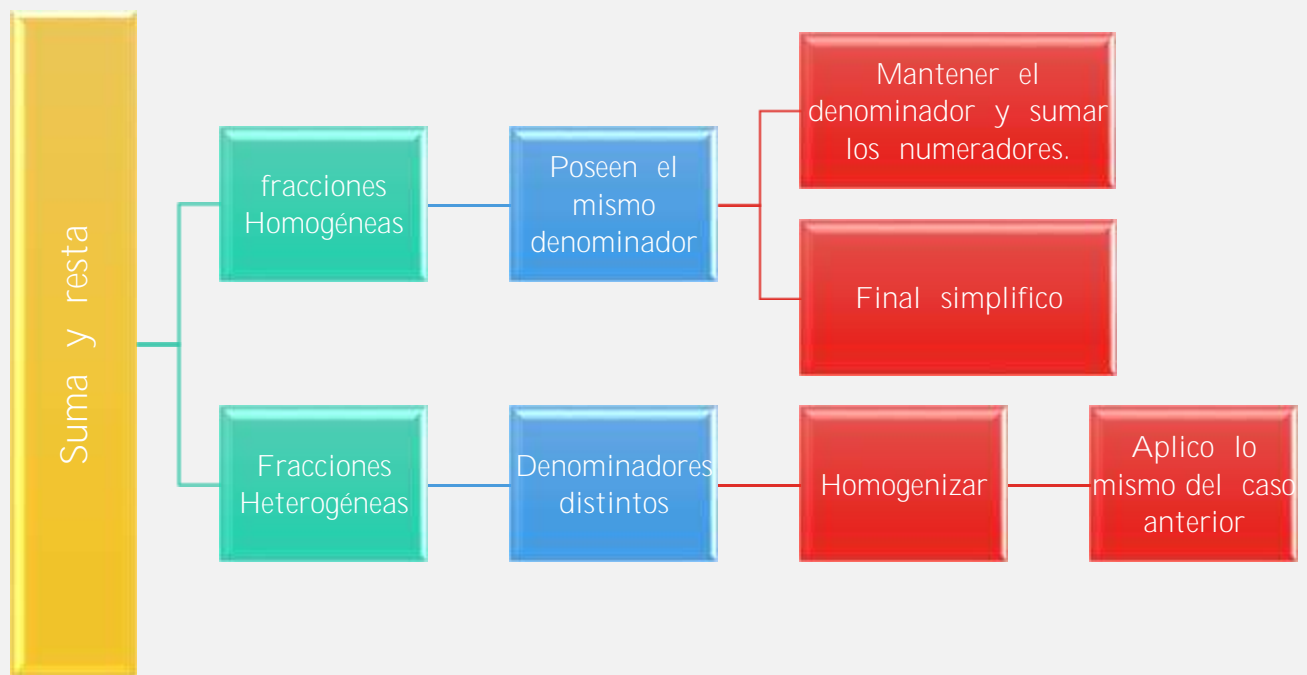 Suma y resta
fracciones
Homogéneas
Poseen el
mismo
denominador
Mantener el
denominador y sumar
los numeradores.
Final simplifico
Fracciones
Heterogéneas
Denominadores
distintos
Homogenizar
Aplico lo
mismo del caso
anterior